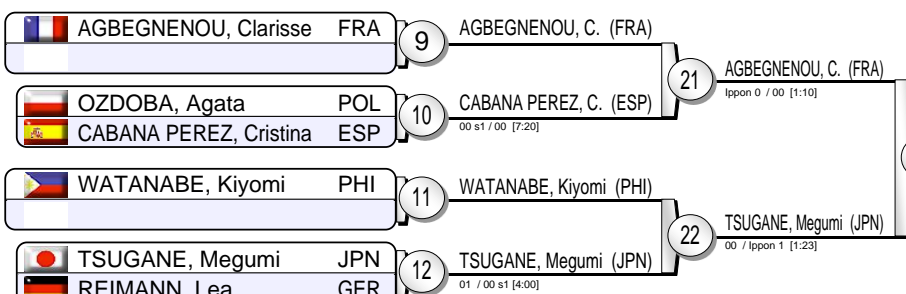 AGBEGNENOU, Clarisse FRA
9
AGBEGNENOU, C. (FRA)
21
AGBEGNENOU, C. (FRA)
Ippon 0 / 00 [1:10]
OZDOBA, Agata POL
CABANA PEREZ, Cristina ESP
10
CABANA PEREZ, C. (ESP)
00 s1 / 00 [7:20]
WATANABE, Kiyomi PHI
11
WATANABE, Kiyomi (PHI)
22
TSUGANE, Megumi (JPN)
00 / Ippon 1 [1:23]
TSUGANE, Megumi JPN
REIMANN, Lea GER
12
TSUGANE, Megumi (JPN)
01 / 00 s1 [4:00]